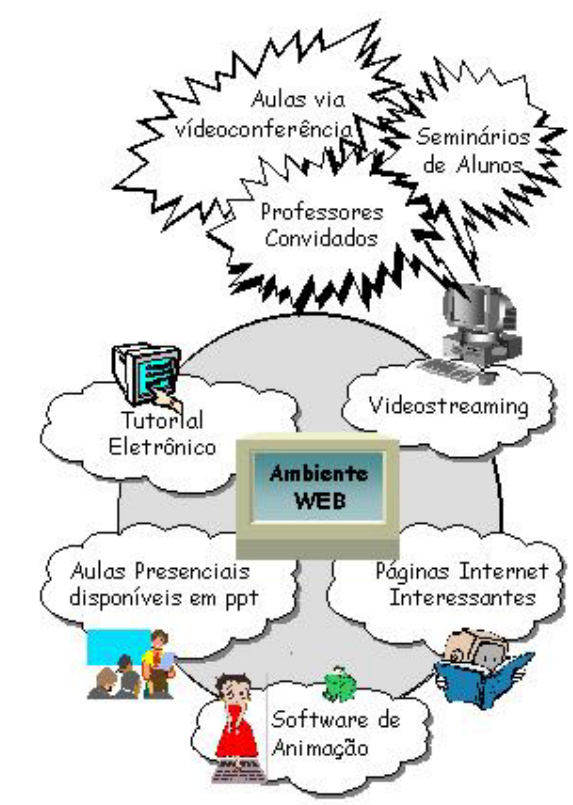 Aulas via
vídeoconferência
Seminários
de Alunos
Professores
Convidados
Tutorial
Eletrônico
Videostreaming
Ambiente
WEB
Aulas Presenciais
disponíveis em ppt
Páginas Internet
Interessantes
Software de
Animação